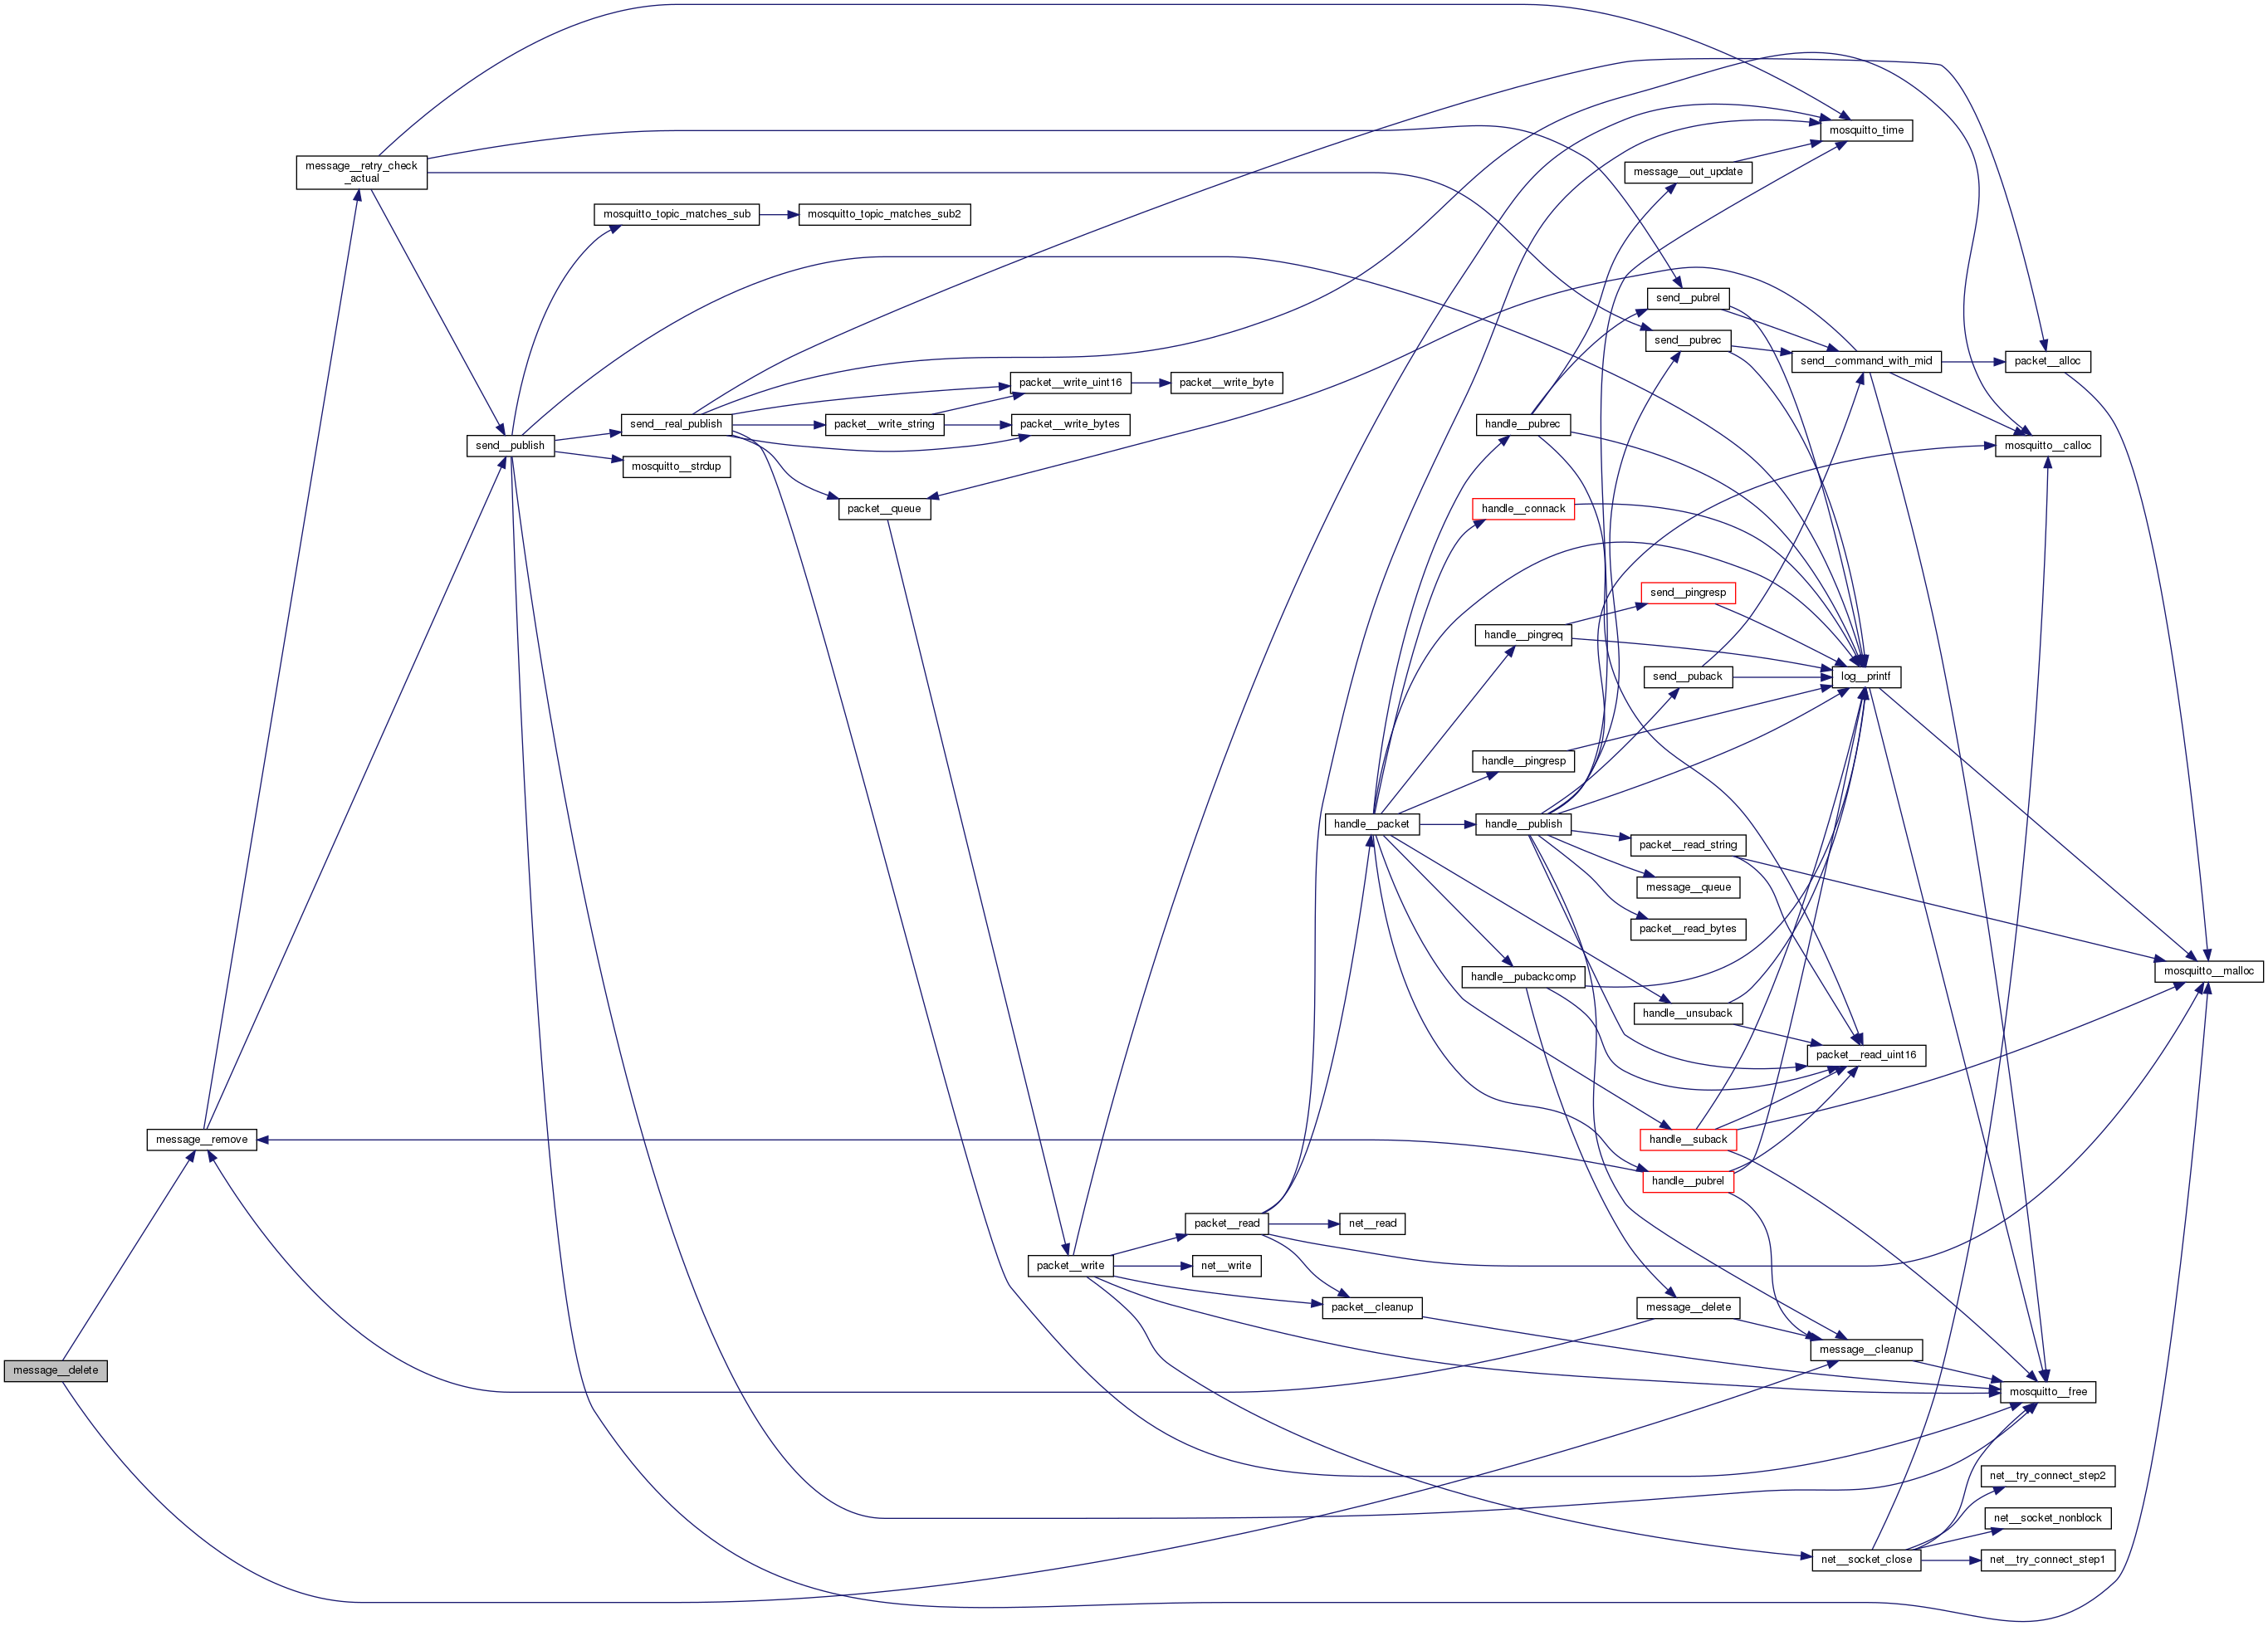 mosquitto_time
message__retry_check
_actual
message__out_update
mosquitto_topic_matches_sub
mosquitto_topic_matches_sub2
send__pubrel
send__pubrec
send__command_with_mid
packet__alloc
packet__write_uint16
packet__write_byte
send__real_publish
packet__write_string
packet__write_bytes
handle__pubrec
send__publish
mosquitto__calloc
mosquitto__strdup
packet__queue
handle__connack
send__pingresp
handle__pingreq
send__puback
log__printf
handle__pingresp
handle__packet
handle__publish
packet__read_string
message__queue
packet__read_bytes
handle__pubackcomp
mosquitto__malloc
handle__unsuback
packet__read_uint16
message__remove
handle__suback
handle__pubrel
packet__read
net__read
packet__write
net__write
packet__cleanup
message__delete
message__cleanup
message__delete
mosquitto__free
net__try_connect_step2
net__socket_nonblock
net__socket_close
net__try_connect_step1